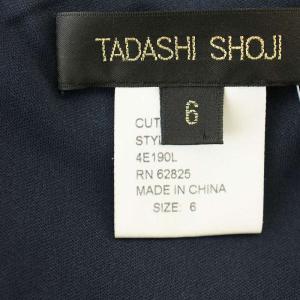 TADASHI SHOJI
6
CUT
STYL
4E190L
RN 62825
MADE IN CHINA
SIZE: 6